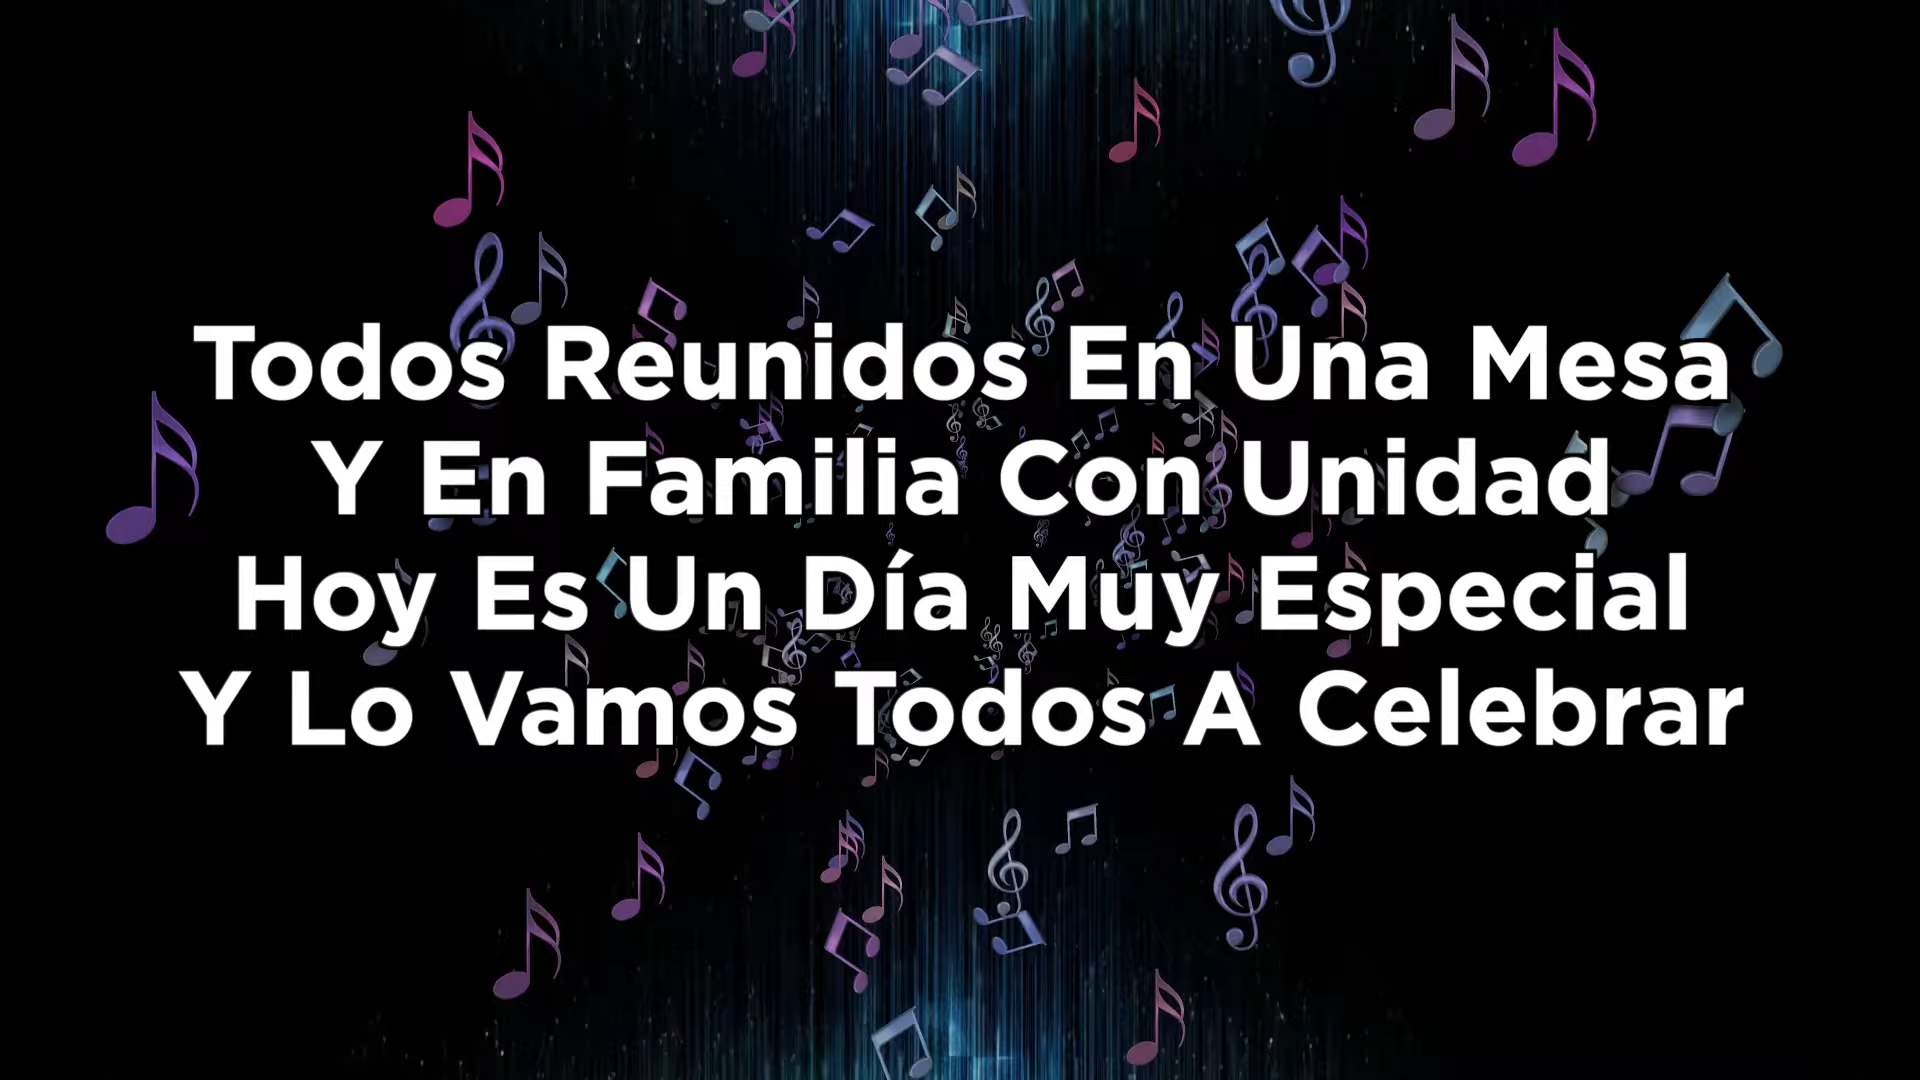 Todos Reunidos En Una Mesa
Y En Familia Con Unidad
Hoy Es Un Día Muy Especial
Y Lo Vamos Todos A Celebrar